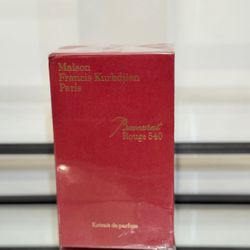 Maison
Francis Kurkdjian
Paris
Baccarat
Rouge 540
Extrait de parfum